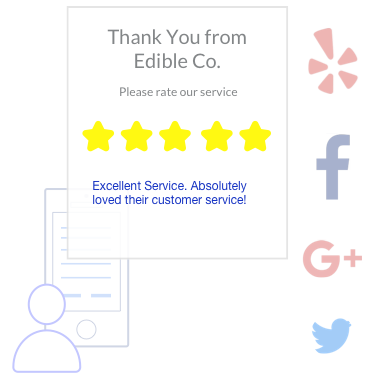 Thank You from
Edible Co.
Please rate our service
Excellent Service. Absolutely
loved their customer service!
f
G+